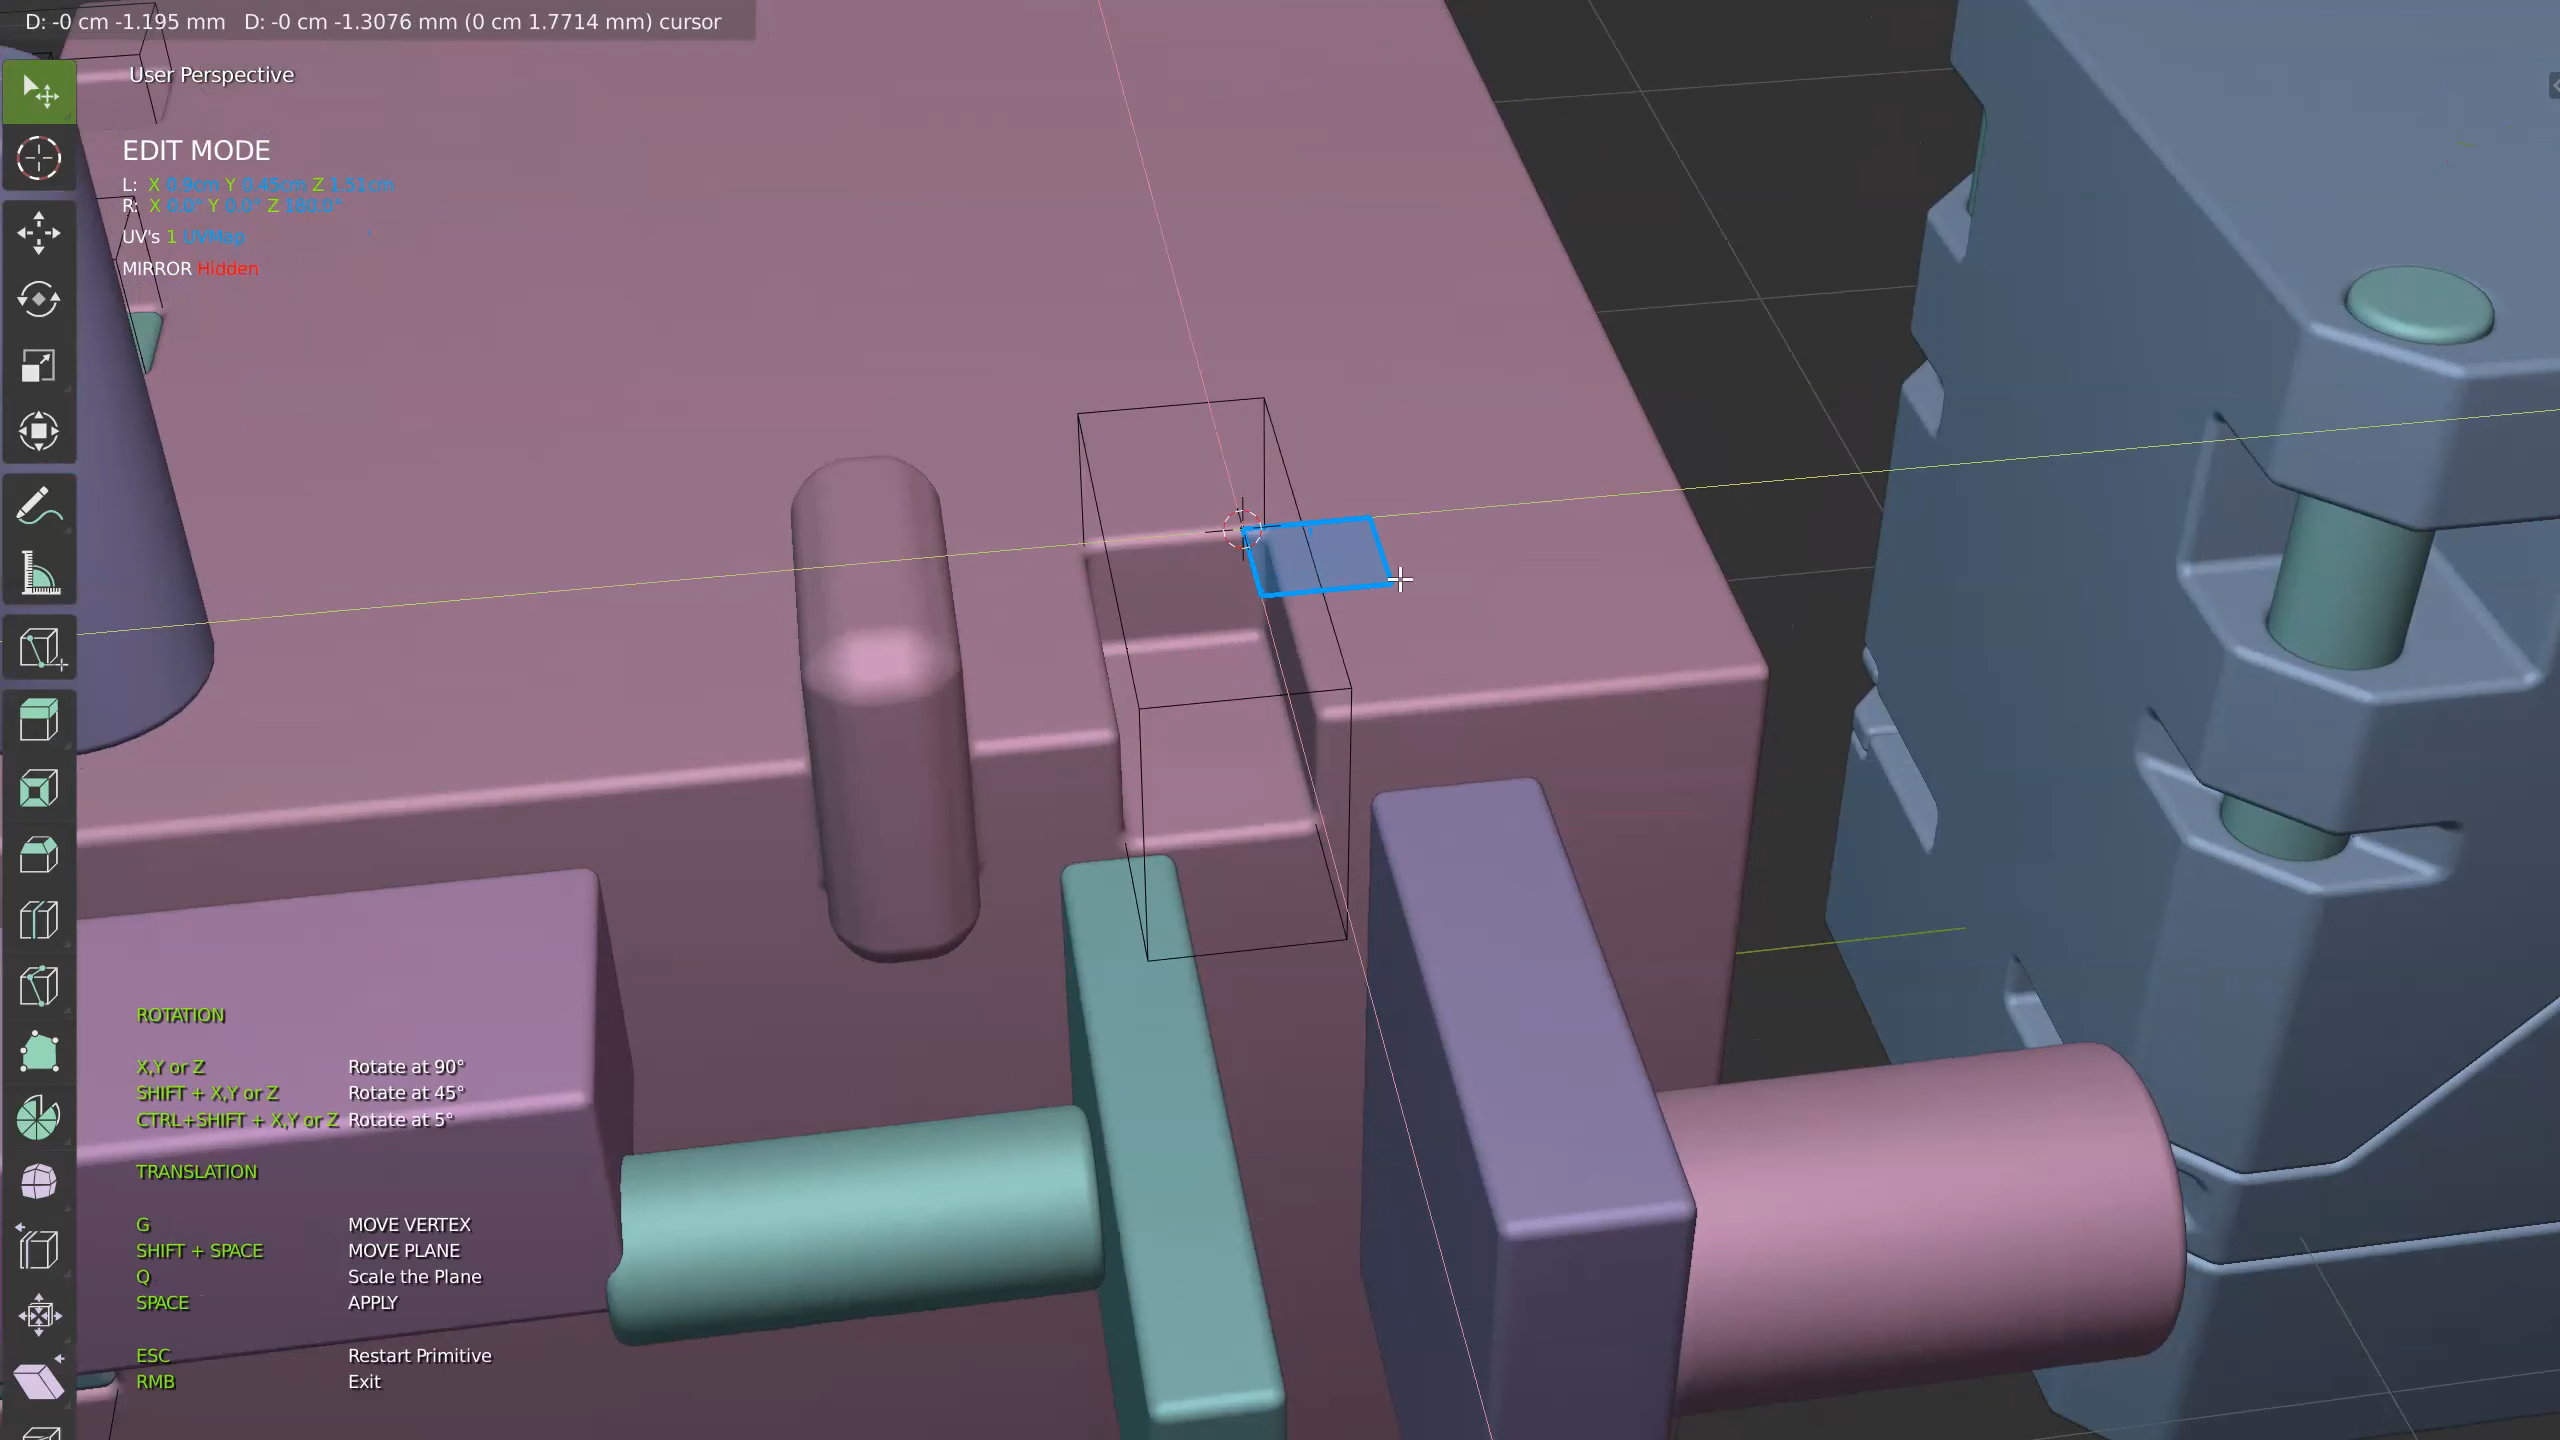 D: -0 cm -1.195 mm   D: -0 cm -1.3076 mm (0 cm 1.7714 mm) cursor
User Perspective
EDIT MODE
L: X 0.9cm Y 0.45cm Z 1.51cm
R: X 0.0° Y 0.0° Z 180.0°
UV's 1 UVMap
MIRROR Hidden
ROTATION
X,Y or Z Rotate at 90°
SHIFT + X,Y or Z Rotate at 45°
CTRL+SHIFT + X,Y or Z Rotate at 5°
TRANSLATION
G MOVE VERTEX
SHIFT + SPACE MOVE PLANE
Q Scale the Plane
SPACE APPLY
ESC Restart Primitive
RMB Exit